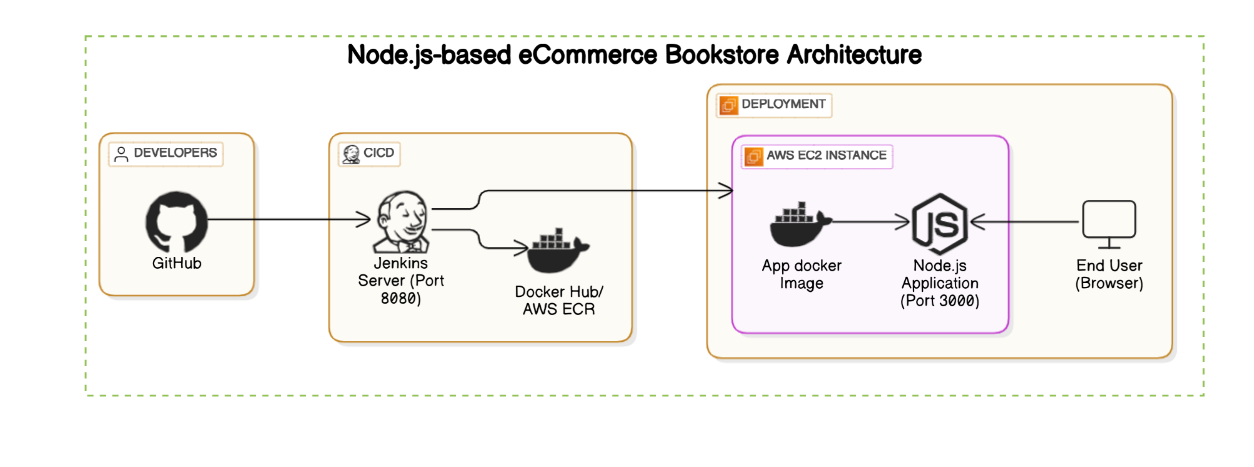 Node.js-based eCommerce Bookstore Architecture
DEVELOPERS
GitHub
CICD
Jenkins
Server (Port
8080)
Docker Hub/
AWS ECR
DEPLOYMENT
AWS EC2 INSTANCE
App docker
Image
JS
Node.js
Application
(Port 3000)
End User
(Browser)